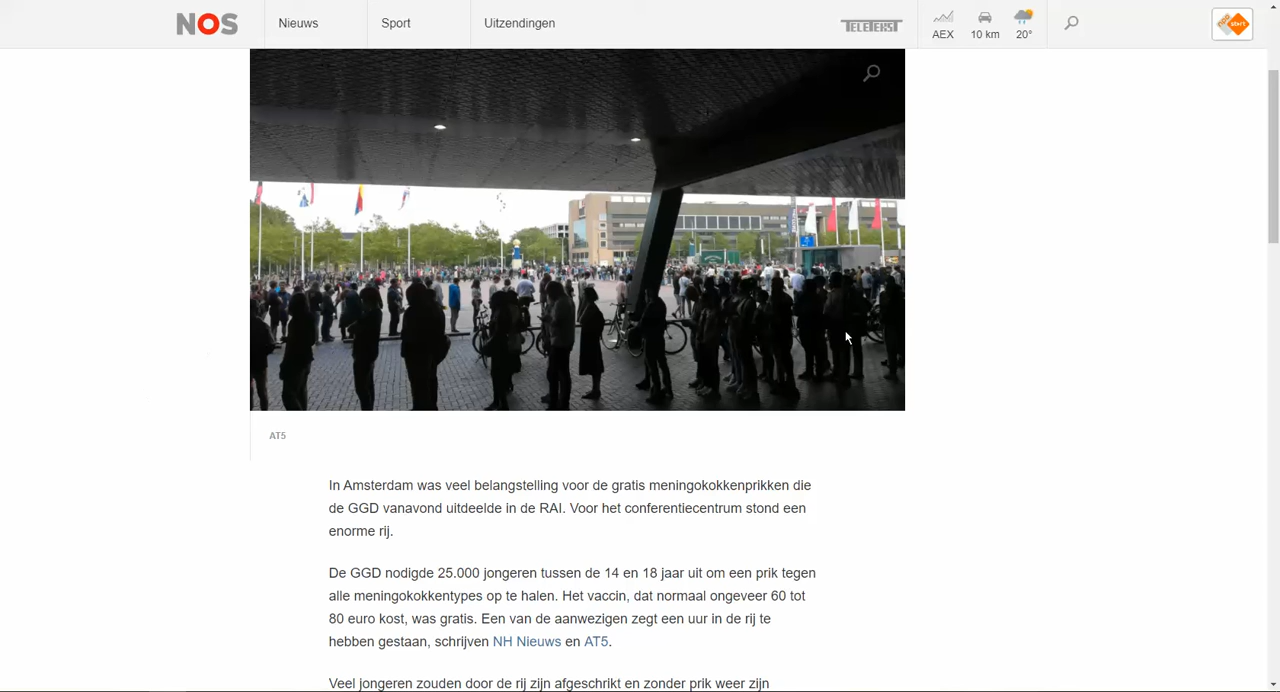 NOS
Nieuws
Sport
Uitzendingen
TELETEKST
AEX
10 km
20°
npo start
AT5
In Amsterdam was veel belangstelling voor de gratis meningokokkenprikken die
de GGD vanavond uitdeelde in de RAI. Voor het conferentiecentrum stond een
enorme rij.
De GGD nodigde 25.000 jongeren tussen de 14 en 18 jaar uit om een prik tegen
alle meningokokkentypes op te halen. Het vaccin, dat normaal ongeveer 60 tot
80 euro kost, was gratis. Een van de aanwezigen zegt een uur in de rij te
hebben gestaan, schrijven NH Nieuws en AT5.
Veel jongeren zouden door de rij zijn afgeschrikt en zonder prik weer zijn